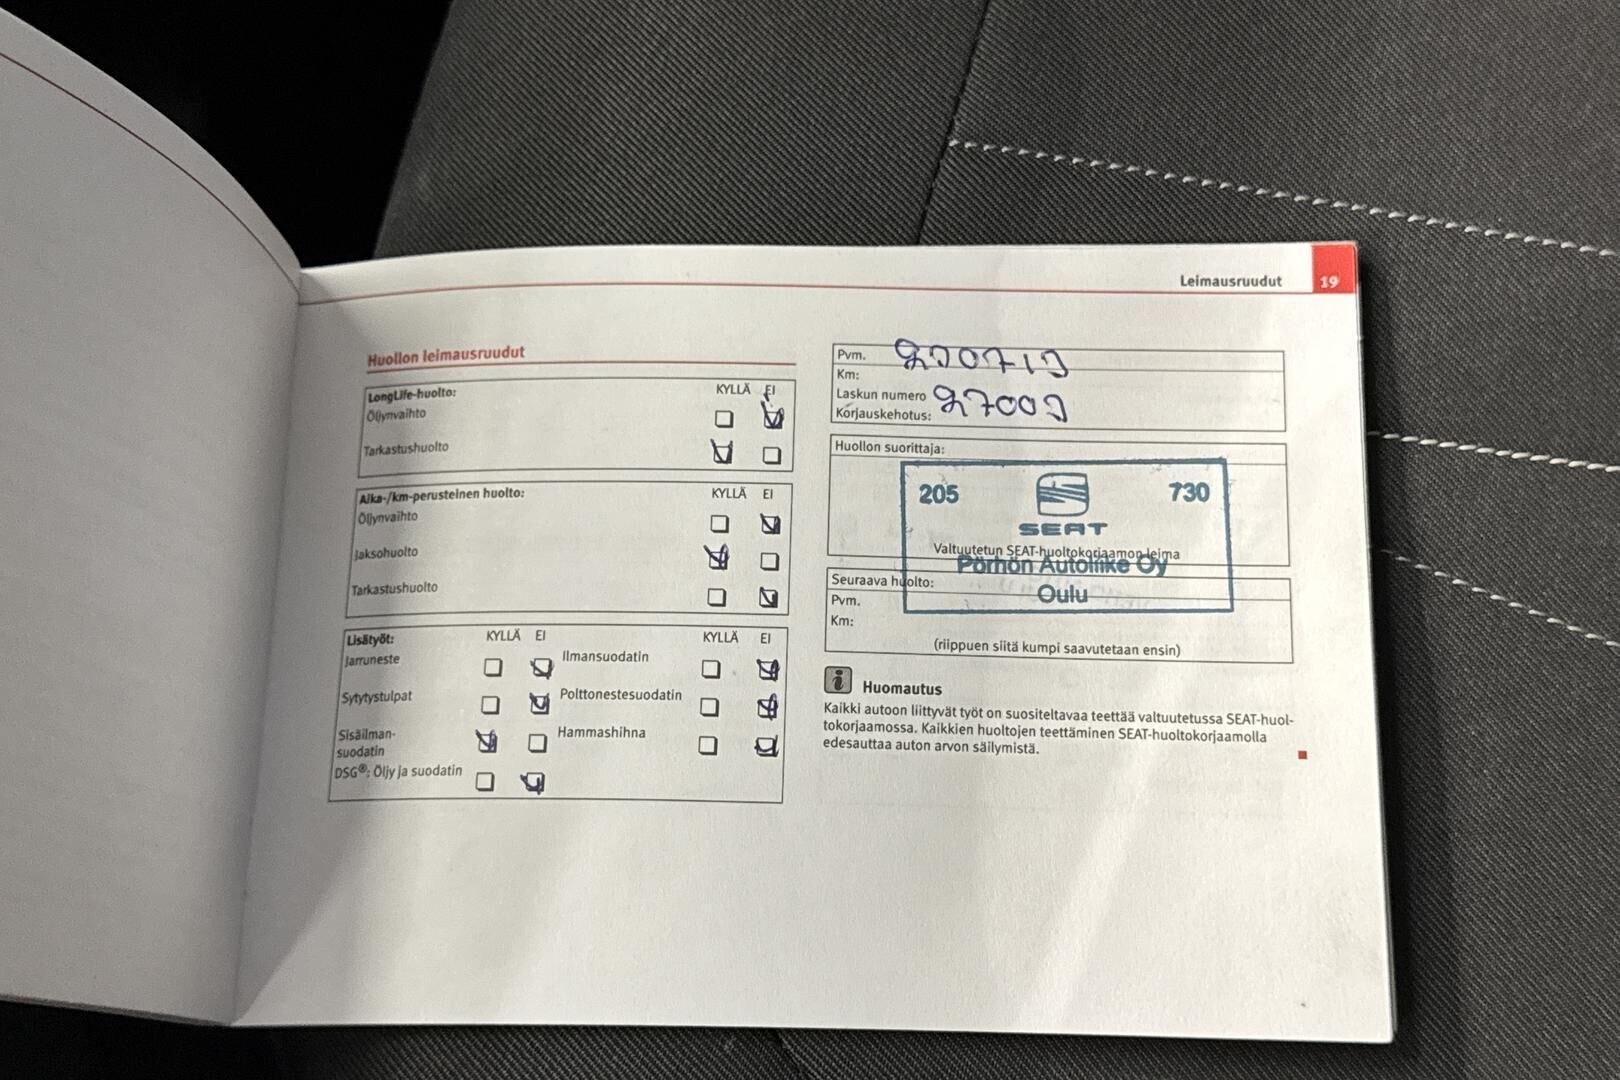 Leimausruudut 19
Huollon leimausruudut
LongLife-huolto: KYLLÄ EI
Öljynvaihto
Tarkastushuolto
Aika-/km-perusteinen huolto: KYLLÄ EI
Öljynvaihto
Jaksohuolto
Tarkastushuolto
Lisätyöt: KYLLÄ EI KYLLÄ EI
Jarruneste Ilmansuodatin
Sytytystulpat Polttonestesuodatin
Sisäilman-
suodatin Hammashihna
DSG®: Öljy ja suodatin
Pvm.
Km:
Laskun numero
Korjauskehotus:
Huollon suorittaja:
205 730
SEAT
Valtuutetun SEAT-huoltokorjaamon leima
Pörhön Autoliike Oy
Oulu
Seuraava huolto:
Pvm.
Km:
(riippuen siitä kumpi saavutetaan ensin)
i Huomautus
Kaikki autoon liittyvät työt on suositeltavaa teettää valtuutetussa SEAT-huol-
tokorjaamossa. Kaikkien huoltojen teettäminen SEAT-huoltokorjaamolla
edesauttaa auton arvon säilymistä.